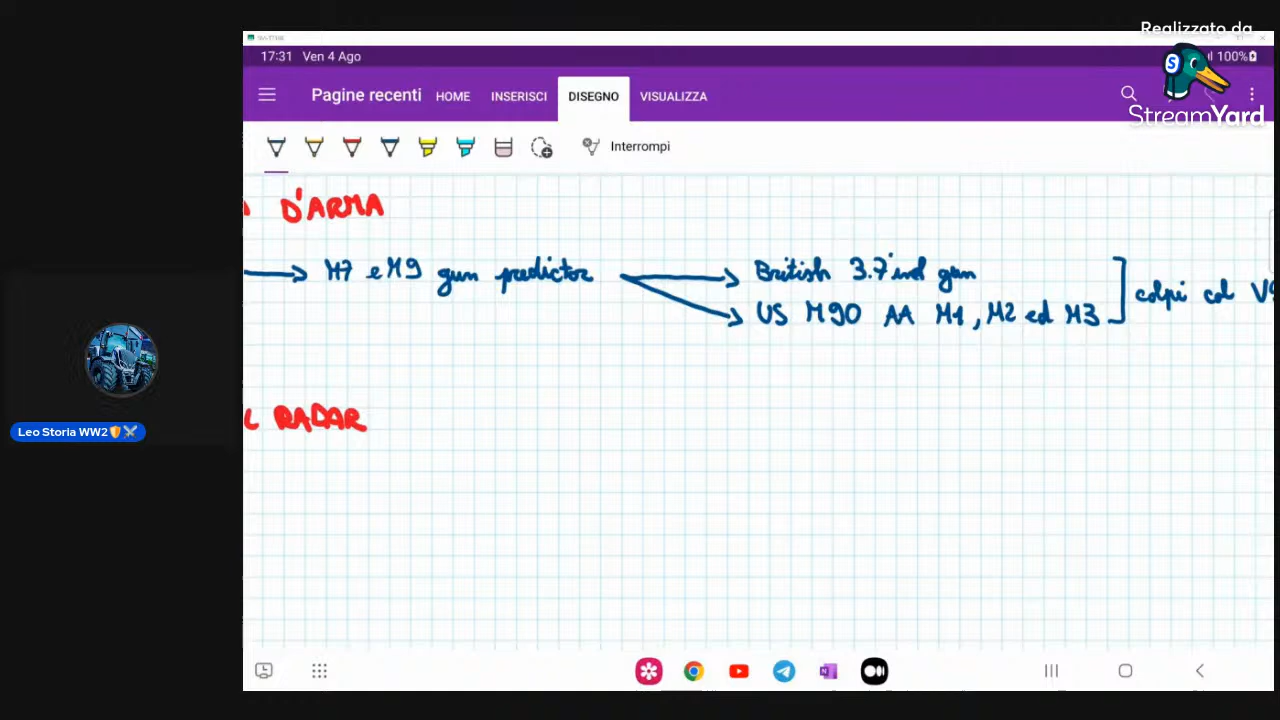 Realizzato da
StreamYard
17:31 Ven 4 Ago
100%
Pagine recenti HOME INSERISCI DISEGNO VISUALIZZA
Interrompi
D'ARMA
M7 e M9 gun predictor
British 3.7 inch gun
US M90 AA M1, M2 ed M3
colpi col
RADAR
Leo Storia WW2